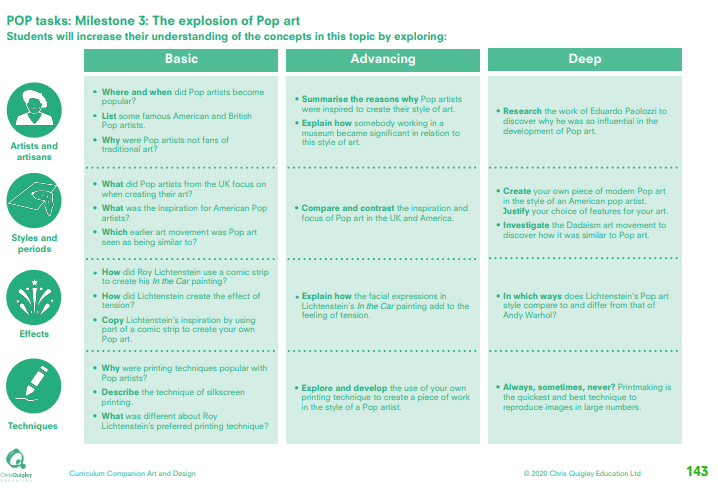 POP tasks: Milestone 3: The explosion of Pop art
Students will increase their understanding of the concepts in this topic by exploring:
Basic
Advancing
Deep
Artists and
artisans
• Where and when did Pop artists become
popular?
• List some famous American and British
Pop artists.
• Why were Pop artists not fans of
traditional art?
• Summarise the reasons why Pop artists
were inspired to create their style of art.
• Explain how somebody working in a
museum became significant in relation to
this style of art.
• Research the work of Eduardo Paolozzi to
discover why he was so influential in the
development of Pop art.
Styles and
periods
• What did Pop artists from the UK focus on
when creating their art?
• What was the inspiration for American Pop
artists?
• Which earlier art movement was Pop art
seen as being similar to?
• Compare and contrast the inspiration and
focus of Pop art in the UK and America.
• Create your own piece of modern Pop art
in the style of an American pop artist.
Justify your choice of features for your art.
• Investigate the Dadaism art movement to
discover how it was similar to Pop art.
Effects
• How did Roy Lichtenstein use a comic strip
to create his In the Car painting?
• How did Lichtenstein create the effect of
tension?
• Copy Lichtenstein's inspiration by using
part of a comic strip to create your own
Pop art.
• Explain how the facial expressions in
Lichtenstein's In the Car painting add to the
feeling of tension.
• In which ways does Lichtenstein's Pop art
style compare to and differ from that of
Andy Warhol?
Techniques
• Why were printing techniques popular with
Pop artists?
• Describe the technique of silkscreen
printing.
• What was different about Roy
Lichtenstein's preferred printing technique?
• Explore and develop the use of your own
printing technique to create a piece of work
in the style of a Pop artist.
• Always, sometimes, never? Printmaking is
the quickest and best technique to
reproduce images in large numbers.
ChrisQuigley
Education
Curriculum Companion Art and Design
© 2020 Chris Quigley Education Ltd
143